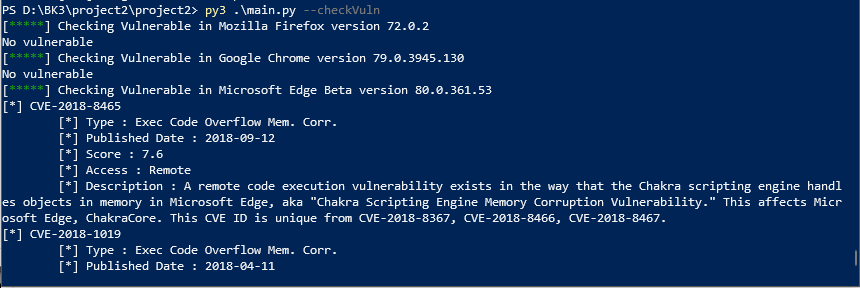 PS D:\BK3\project2\project2> py3 .\main.py --checkVuln
[*****] Checking Vulnerable in Mozilla Firefox version 72.0.2
No vulnerable
[*****] Checking Vulnerable in Google Chrome version 79.0.3945.130
No vulnerable
[*****] Checking Vulnerable in Microsoft Edge Beta version 80.0.361.53
[*] CVE-2018-8465
[*] Type : Exec Code Overflow Mem. Corr.
[*] Published Date : 2018-09-12
[*] Score : 7.6
[*] Access : Remote
[*] Description : A remote code execution vulnerability exists in the way that the Chakra scripting engine handl
es objects in memory in Microsoft Edge, aka "Chakra Scripting Engine Memory Corruption Vulnerability." This affects Micr
osoft Edge, ChakraCore. This CVE ID is unique from CVE-2018-8367, CVE-2018-8466, CVE-2018-8467.
[*] CVE-2018-1019
[*] Type : Exec Code Overflow Mem. Corr.
[*] Published Date : 2018-04-11